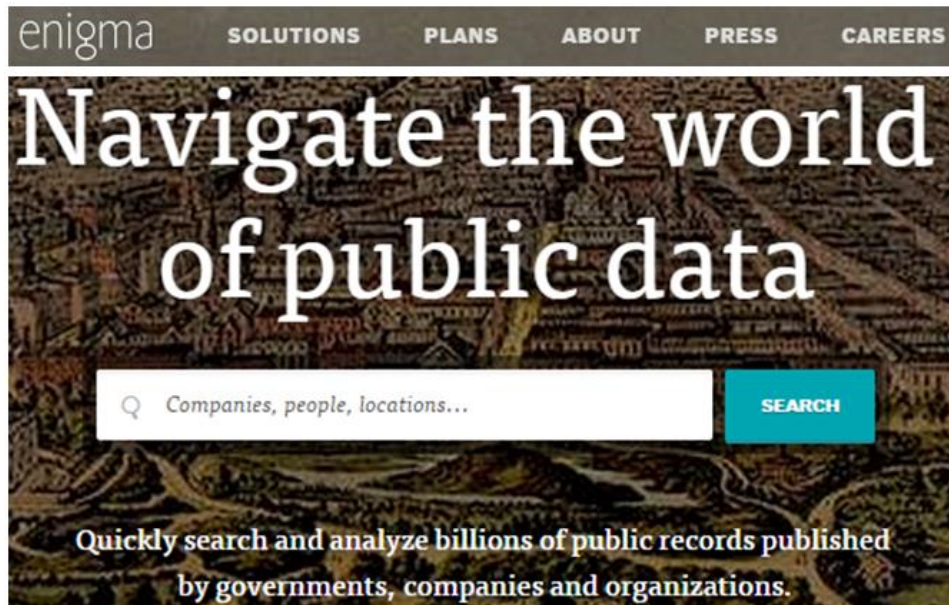 enigma SOLUTIONS PLANS ABOUT PRESS CAREERS
Navigate the world
of public data
Companies, people, locations...
SEARCH
Quickly search and analyze billions of public records published
by governments, companies and organizations.